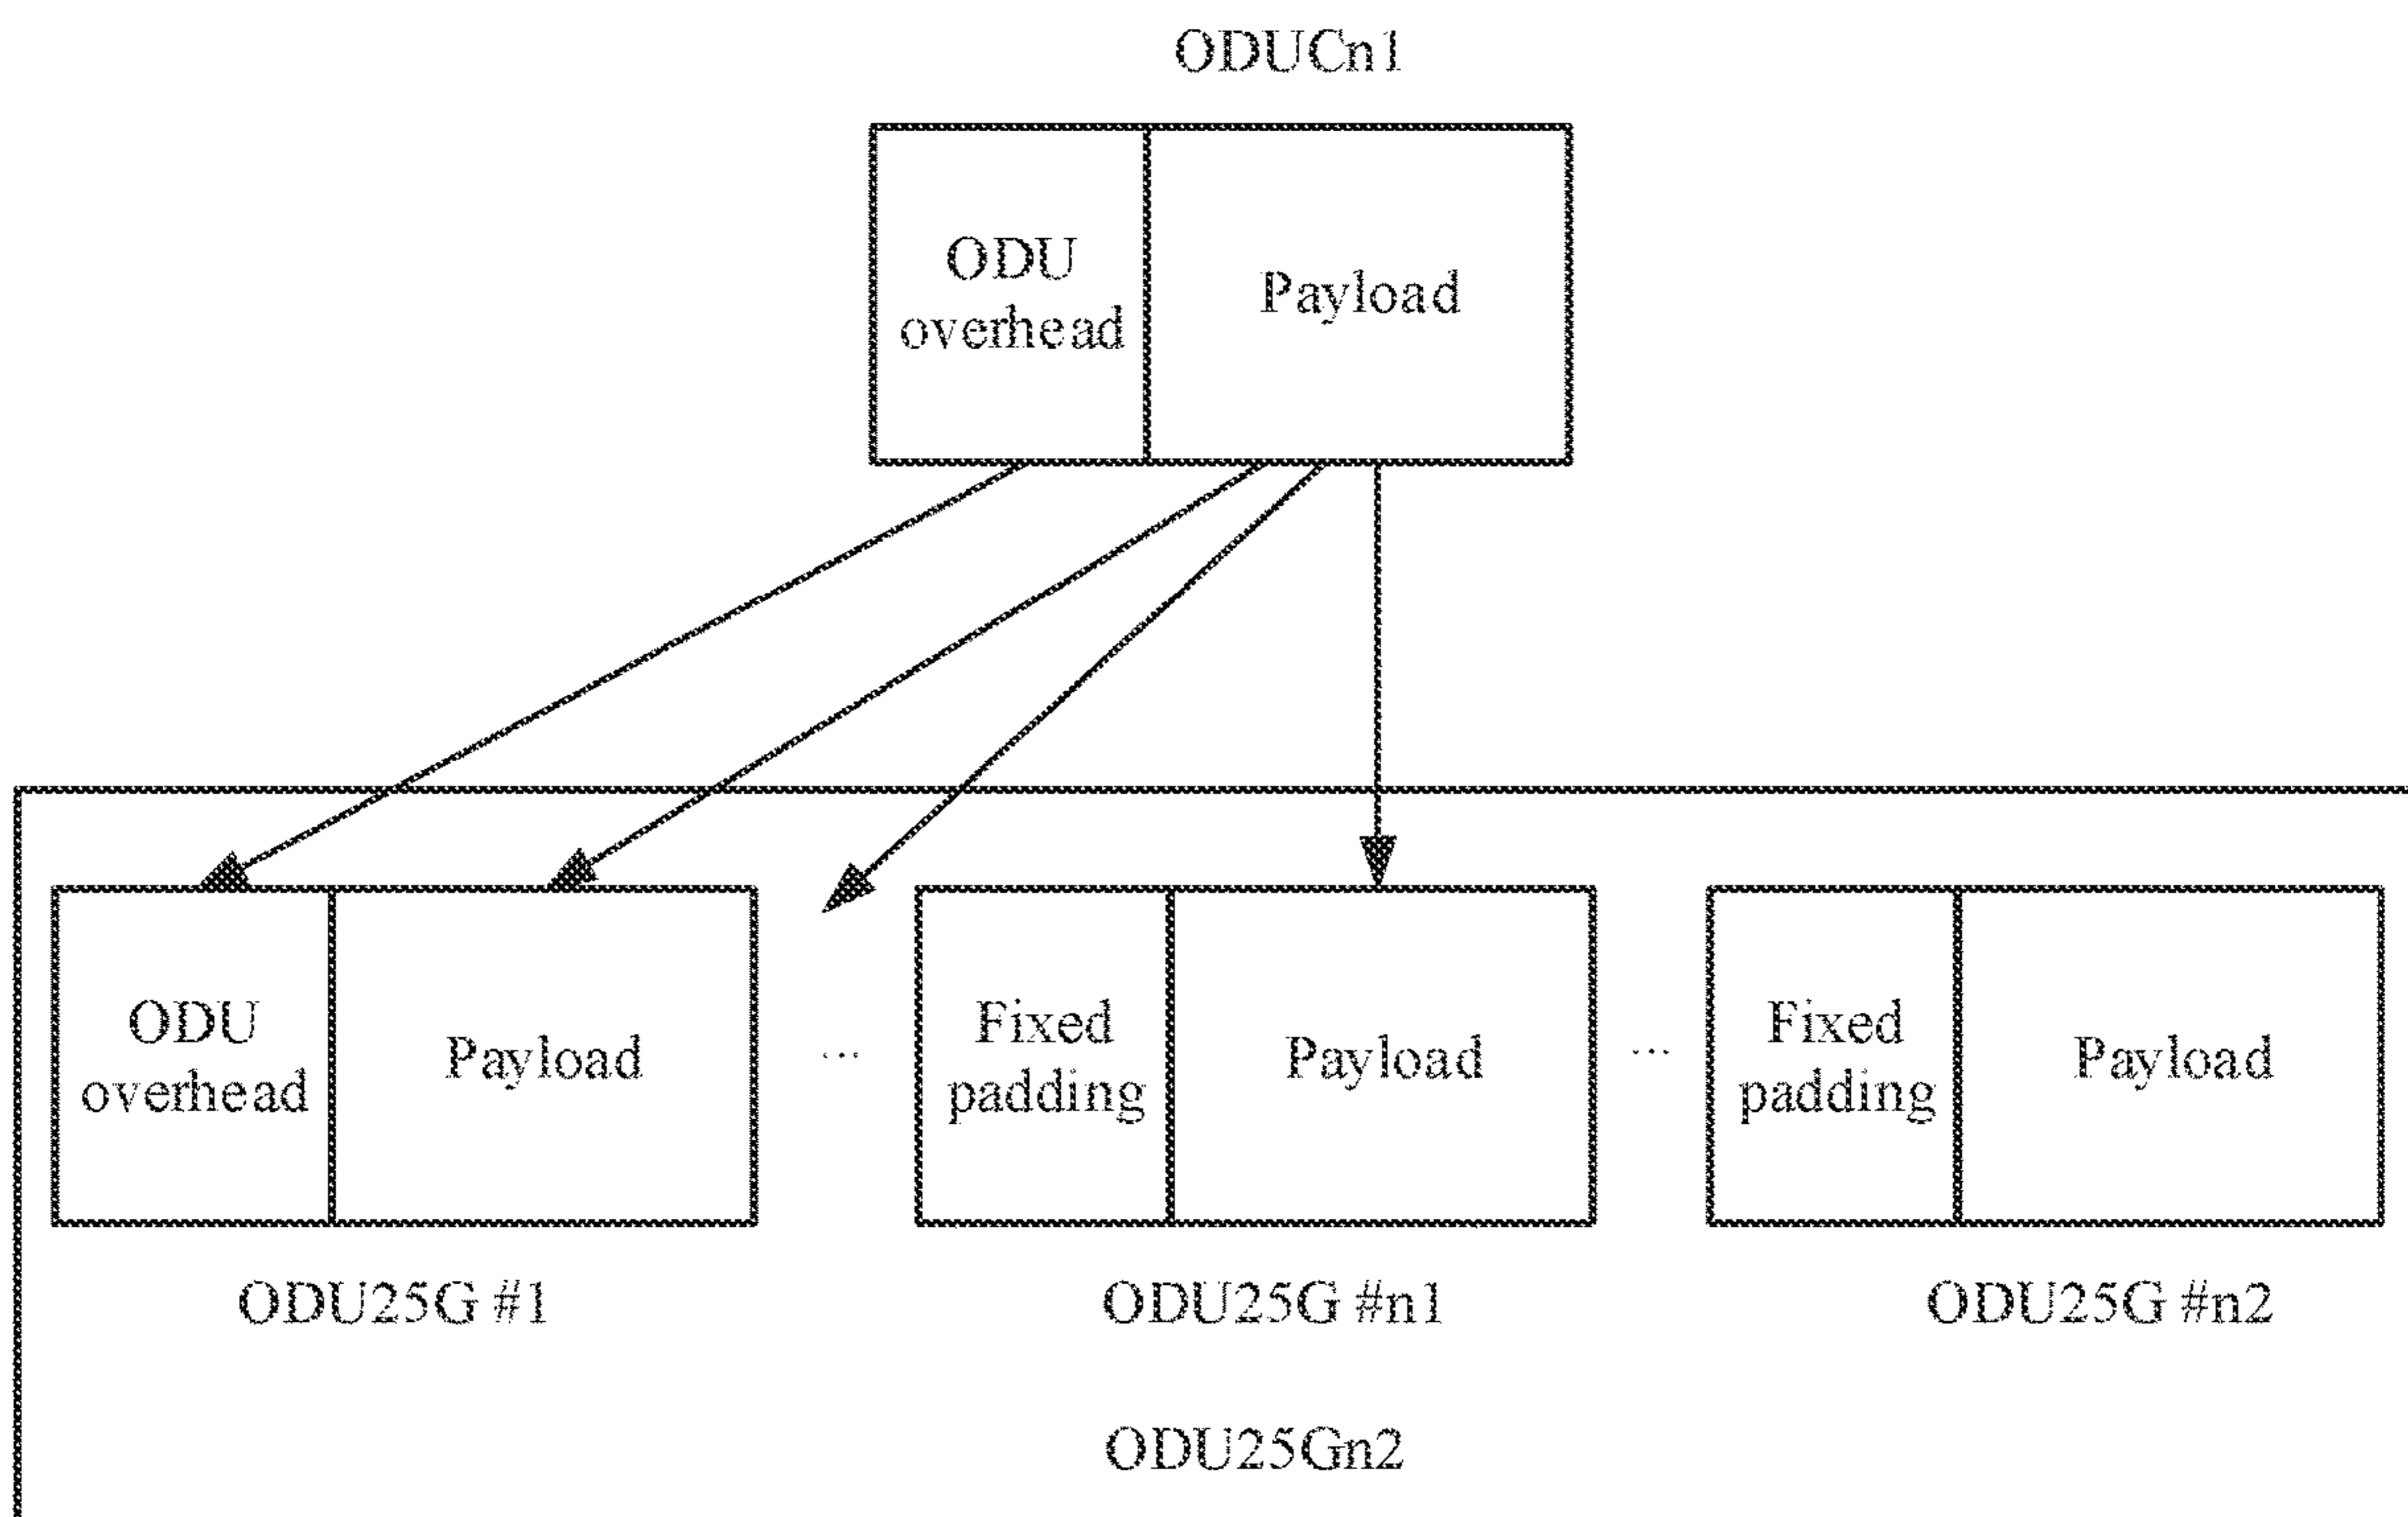 ODUCn1
ODU
overhead
Payload
ODU
overhead
Payload
...
Fixed
padding
Payload
...
Fixed
padding
Payload
ODU25G #1
ODU25G #n1
ODU25G #n2
ODU25Gn2